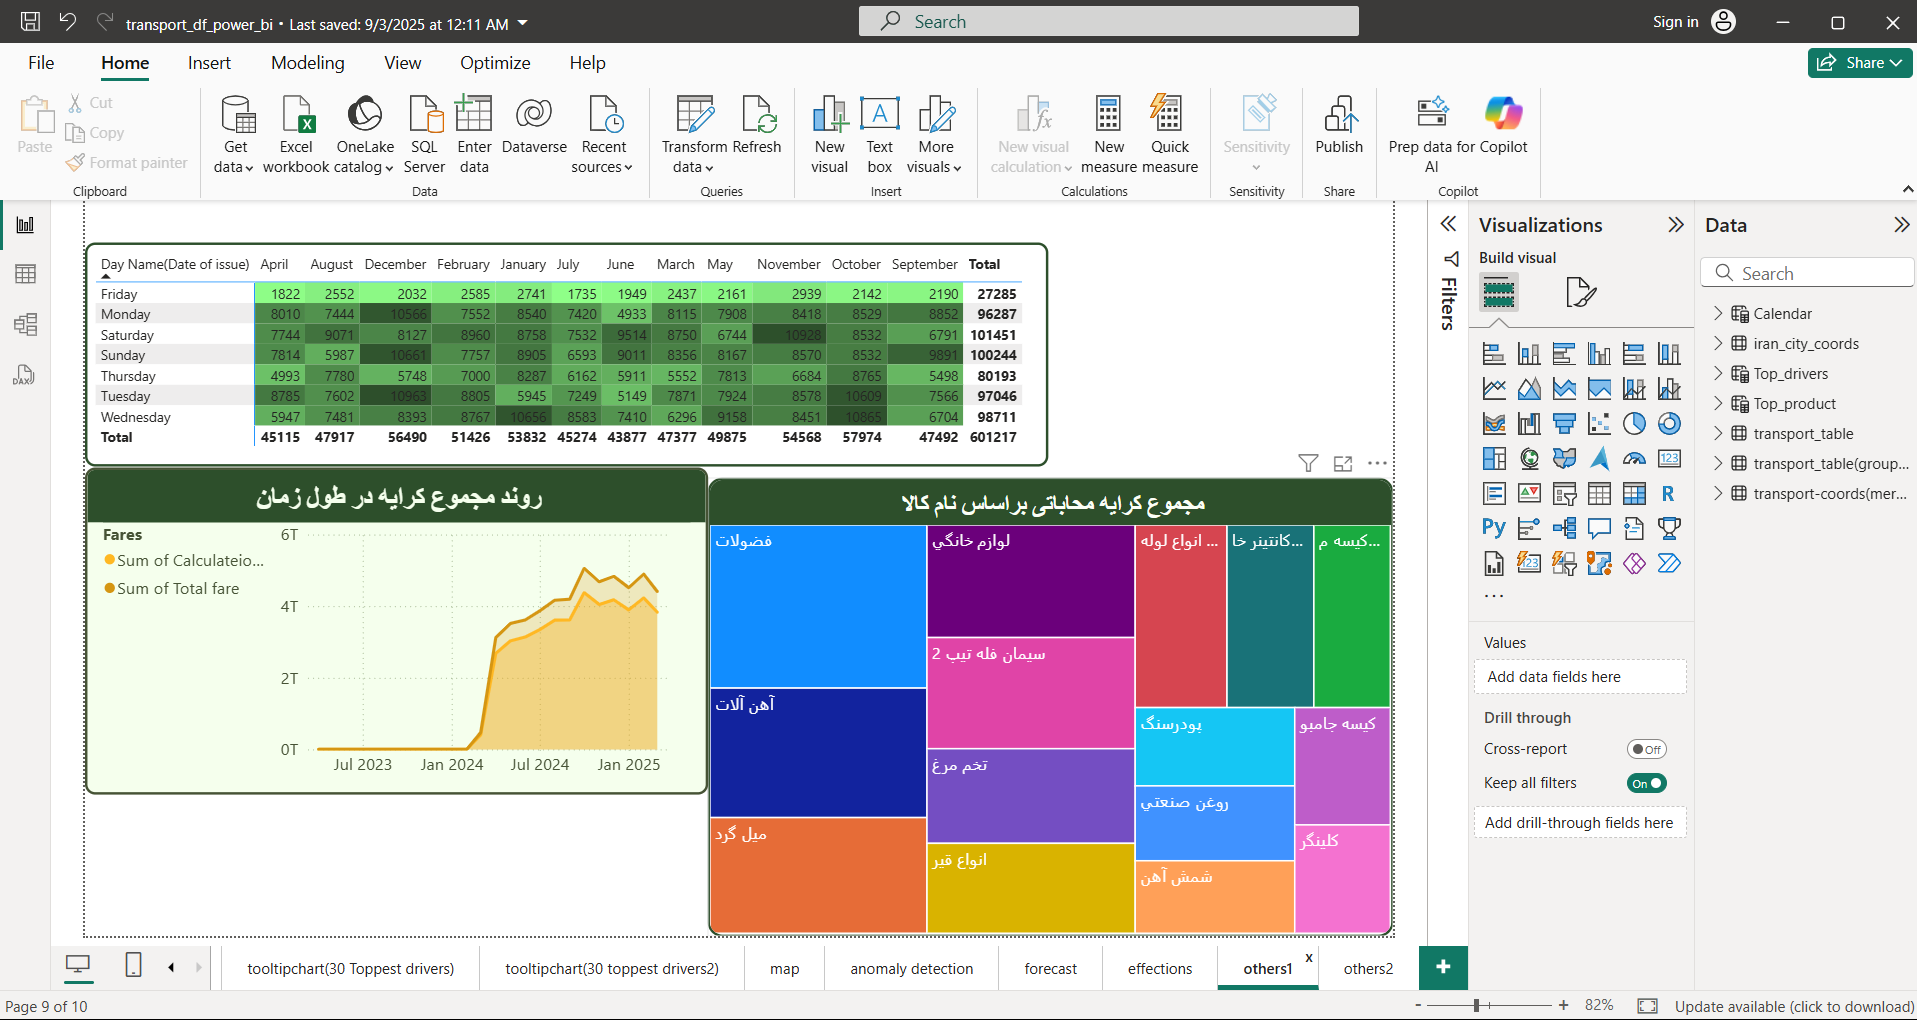 transport_df_power_bi • Last saved: 9/3/2025 at 12:11 AM
Search
Sign in
File Home Insert Modeling View Optimize Help
Share
Paste
Cut
Copy
Format painter
Clipboard
Get data
Excel workbook
OneLake catalog
SQL Server
Enter data
Dataverse
Recent sources
Data
Transform data
Refresh
Queries
New visual
Text box
More visuals
Insert
New visual calculation
New measure
Quick measure
Calculations
Sensitivity
Sensitivity
Publish
Share
Prep data for AI
Copilot
Copilot
Day Name(Date of issue) April August December February January July June March May November October September Total
Friday 1822 2552 2032 2585 2741 1735 1949 2437 2161 2939 2142 2190 27285
Monday 8010 7444 10566 7552 8540 7420 4933 8115 7908 8418 8529 8852 96287
Saturday 7744 9071 8127 8960 8758 7532 9514 8750 6744 10928 8532 6791 101451
Sunday 7814 5987 10661 7757 8905 6593 9011 8356 8167 8570 8532 9891 100244
Thursday 4993 7780 5748 7000 8287 6162 5911 5552 7813 6684 8765 5498 80193
Tuesday 8785 7602 10963 8805 5945 7249 5149 7871 7924 8578 10609 7566 97046
Wednesday 5947 7481 8393 8767 10656 8583 7410 6296 9158 8451 10865 6704 98711
Total 45115 47917 56490 51426 53832 45274 43877 47377 49875 54568 57974 47492 601217
روند مجموع کرایه در طول زمان
Fares
Sum of Calculateio...
Sum of Total fare
6T
4T
2T
0T
Jul 2023 Jan 2024 Jul 2024 Jan 2025
مجموع کرایه محاباتی براساس نام کالا
فضولات
آهن آلات
میل گرد
لوازم خانگي
سیمان فله تیپ 2
تخم مرغ
انواع قیر
انواع لوله ...
کانتینر خا...
کیسه م...
پودرسنگ
روغن صنعتي
شمش آهن
کیسه جامبو
کلینگر
Filters
Visualizations
Build visual
Values
Add data fields here
Drill through
Cross-report Off
Keep all filters On
Add drill-through fields here
Data
Search
Calendar
iran_city_coords
Top_drivers
Top_product
transport_table
transport_table(group...
transport-coords(mer...
tooltipchart(30 Toppest drivers) tooltipchart(30 toppest drivers2) map anomaly detection forecast effections others1 x others2 +
Page 9 of 10
- + 82%
Update available (click to download)